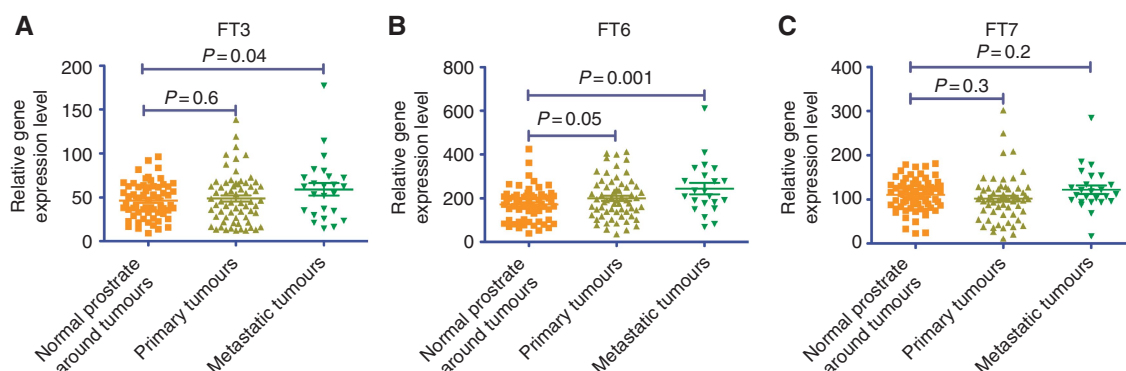 A
FT3
P = 0.04
P = 0.6
Relative gene
expression level
200
150
100
50
0
Normal prostrate
around tumours
Primary tumours
Metastatic tumours
B
FT6
P = 0.001
P = 0.05
Relative gene
expression level
800
600
400
200
0
Normal prostrate
around tumours
Primary tumours
Metastatic tumours
C
FT7
P = 0.2
P = 0.3
Relative gene
expression level
400
300
200
100
0
Normal prostrate
around tumours
Primary tumours
Metastatic tumours